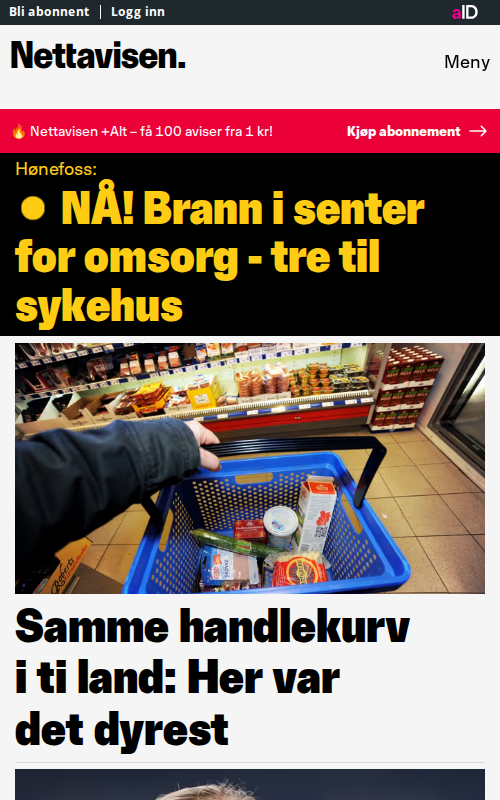 Bli abonnent | Logg inn
aID
Nettavisen.
Meny
🔥 Nettavisen +Alt – få 100 aviser fra 1 kr!
Kjøp abonnement →
Hønefoss:
NÅ! Brann i senter
for omsorg - tre til
sykehus
Samme handlekurv
i ti land: Her var
det dyrest